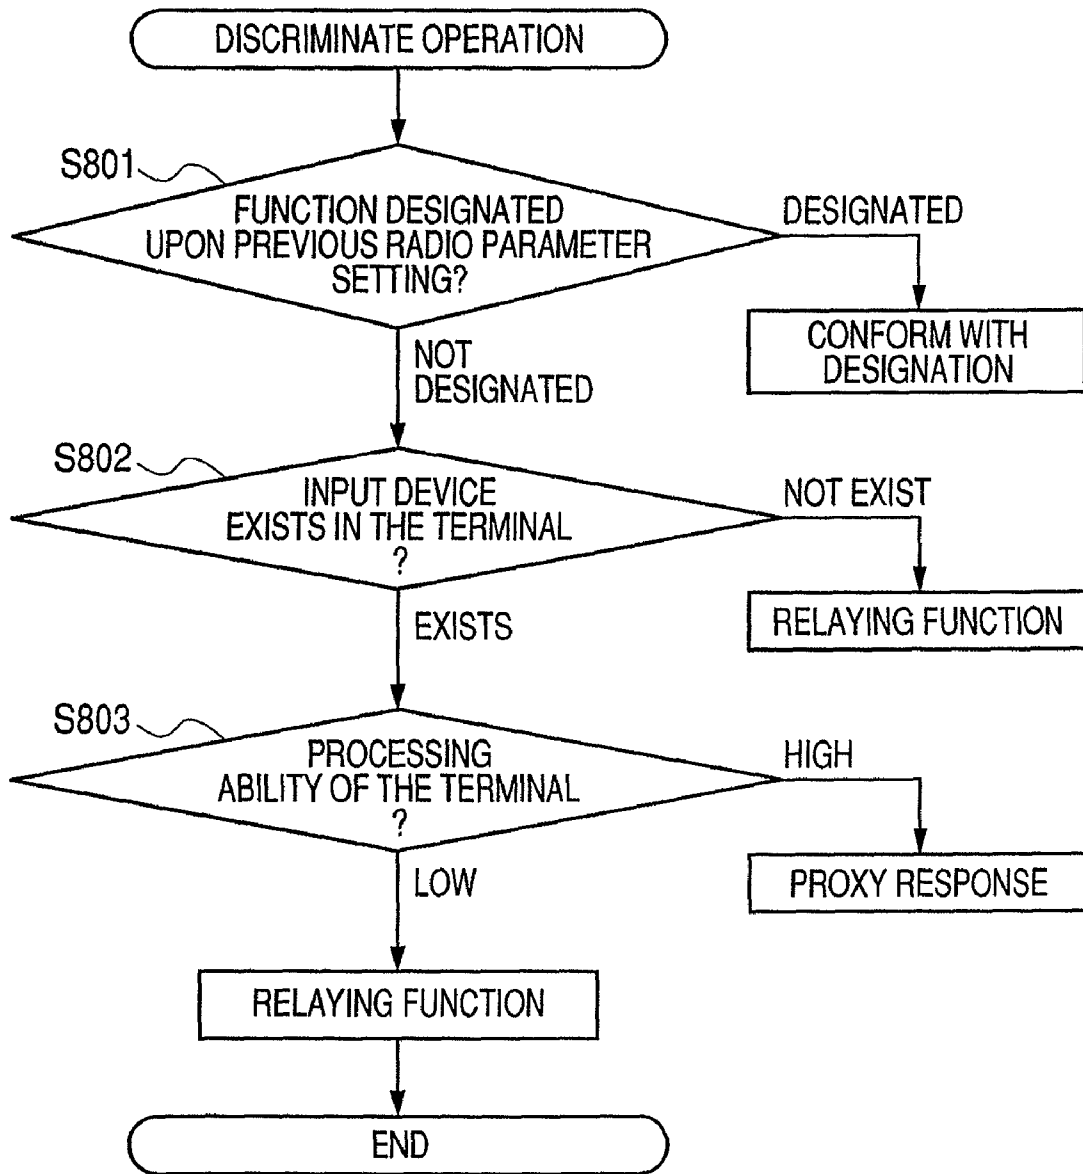 DISCRIMINATE OPERATION
S801
FUNCTION DESIGNATED
UPON PREVIOUS RADIO PARAMETER
SETTING?
DESIGNATED
CONFORM WITH
DESIGNATION
NOT
DESIGNATED
S802
INPUT DEVICE
EXISTS IN THE TERMINAL
?
NOT EXIST
RELAYING FUNCTION
EXISTS
S803
PROCESSING
ABILITY OF THE TERMINAL
?
HIGH
PROXY RESPONSE
LOW
RELAYING FUNCTION
END